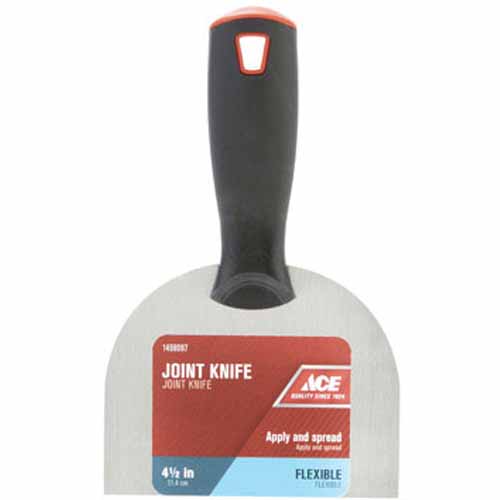 1498097
JOINT KNIFE
JOINT KNIFE
ACE
QUALITY SINCE 1924
Apply and spread
Apply and spread
4½ in
11.4 cm
FLEXIBLE
FLEXIBLE